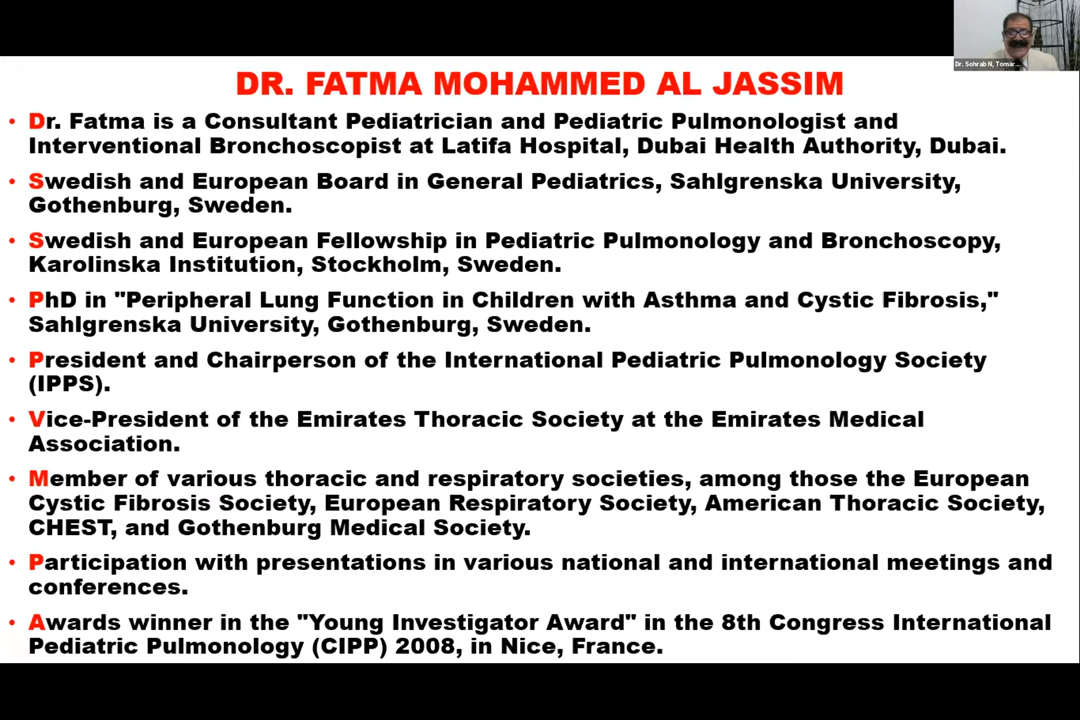 Dr. Sohrab N, Tomar...
DR. FATMA MOHAMMED AL JASSIM
• Dr. Fatma is a Consultant Pediatrician and Pediatric Pulmonologist and
Interventional Bronchoscopist at Latifa Hospital, Dubai Health Authority, Dubai.
• Swedish and European Board in General Pediatrics, Sahlgrenska University,
Gothenburg, Sweden.
• Swedish and European Fellowship in Pediatric Pulmonology and Bronchoscopy,
Karolinska Institution, Stockholm, Sweden.
• PhD in "Peripheral Lung Function in Children with Asthma and Cystic Fibrosis,"
Sahlgrenska University, Gothenburg, Sweden.
• President and Chairperson of the International Pediatric Pulmonology Society
(IPPS).
• Vice-President of the Emirates Thoracic Society at the Emirates Medical
Association.
• Member of various thoracic and respiratory societies, among those the European
Cystic Fibrosis Society, European Respiratory Society, American Thoracic Society,
CHEST, and Gothenburg Medical Society.
• Participation with presentations in various national and international meetings and
conferences.
• Awards winner in the "Young Investigator Award" in the 8th Congress International
Pediatric Pulmonology (CIPP) 2008, in Nice, France.